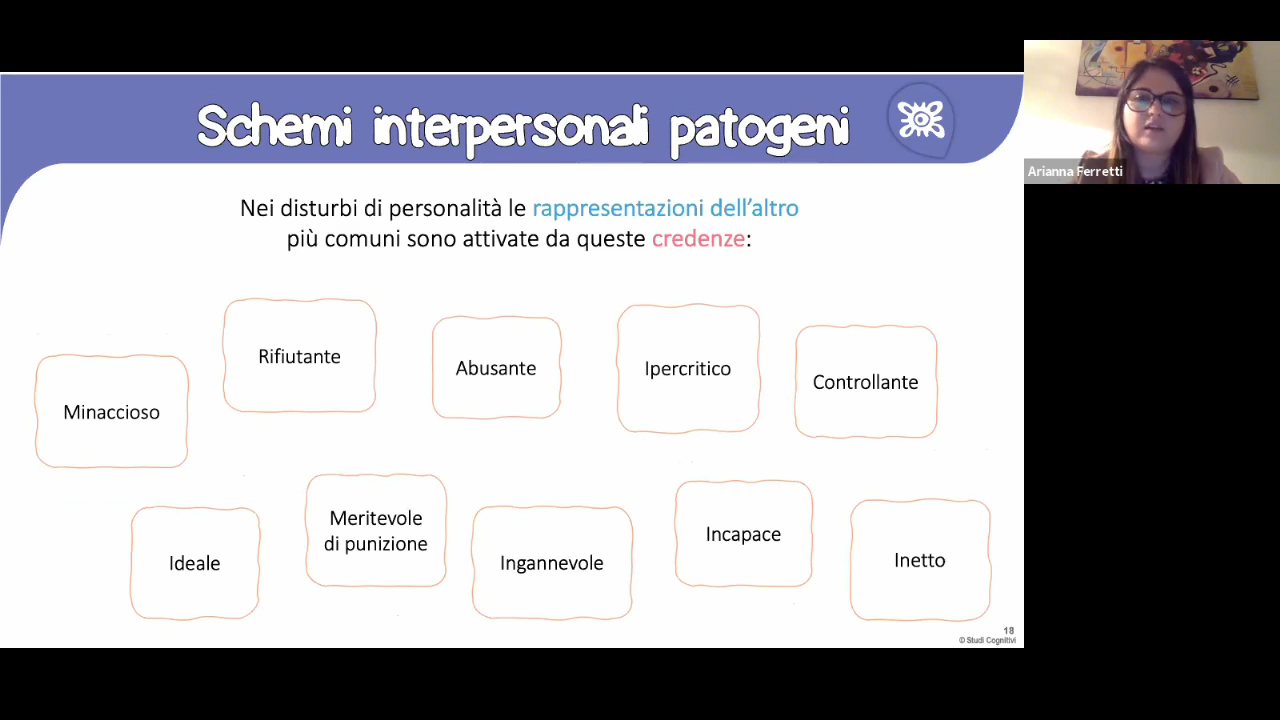 Schemi interpersonali patogeni
Arianna Ferretti
Nei disturbi di personalità le rappresentazioni dell'altro
più comuni sono attivate da queste credenze:
Minaccioso
Rifiutante
Abusante
Ipercritico
Controllante
Ideale
Meritevole
di punizione
Ingannevole
Incapace
Inetto
18
© Studi Cognitivi